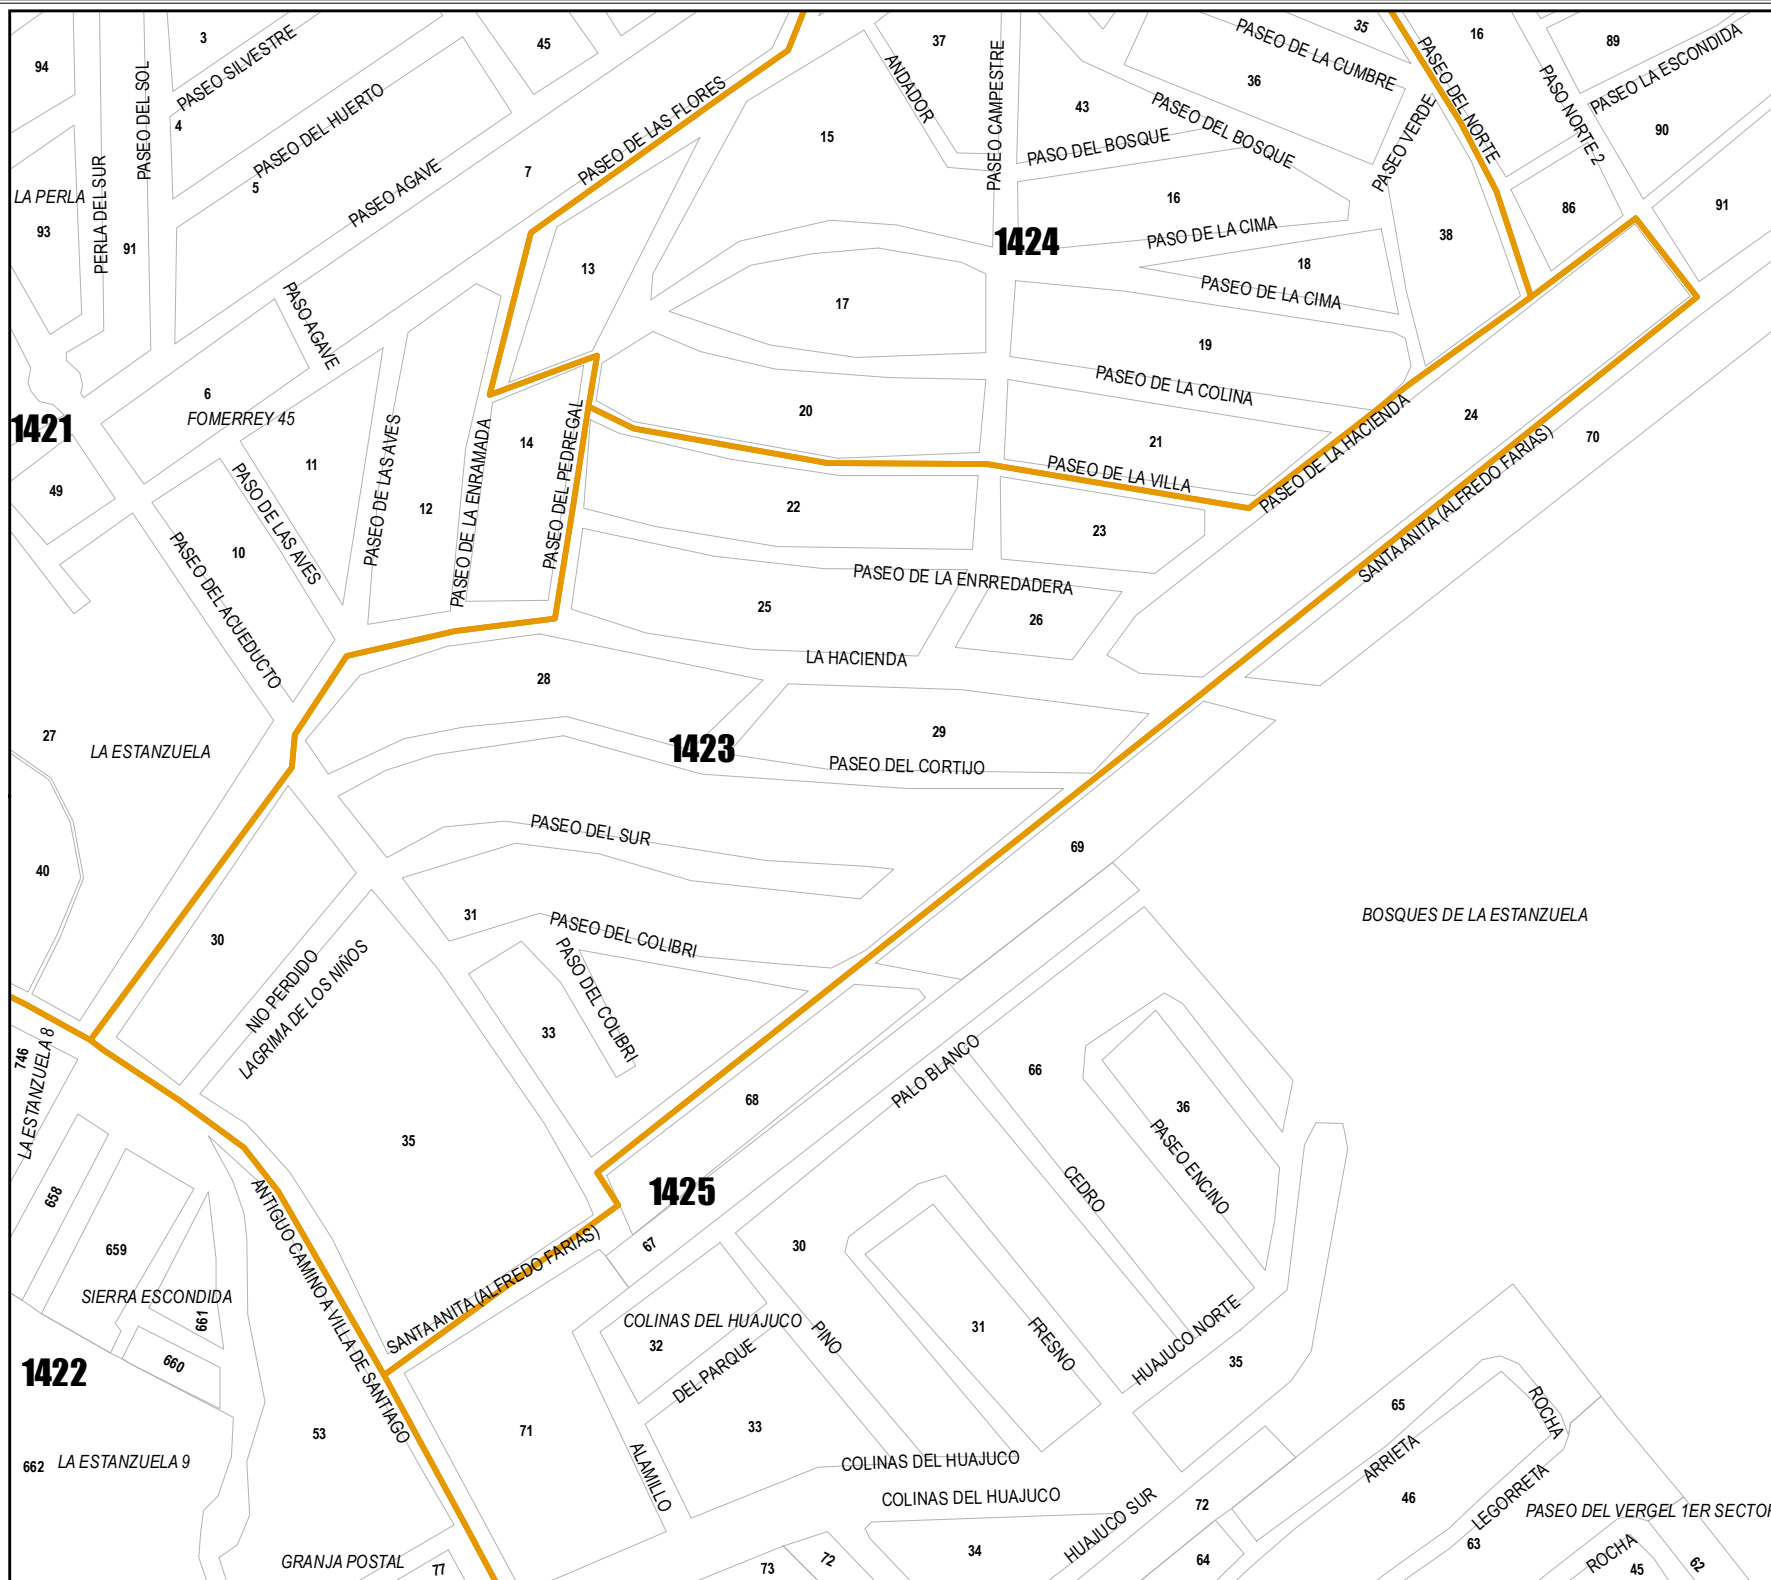 3
PASEO SILVESTRE
45
37
PASEO DE LA CUMBRE
35
16
89
94
PASEO DEL SOL
4
PASEO DEL HUERTO
PASEO DE LAS FLORES
ANDADOR
PASEO CAMPESTRE
43
36
PASEO DEL BOSQUE
PASEO VERDE
PASEO DEL NORTE
PASO NORTE 2
PASEO LA ESCONDIDA
90
15
PASO DEL BOSQUE
7
PASEO AGAVE
5
LA PERLA
93
PERLA DEL SUR
91
16
PASO DE LA CIMA
38
86
91
1424
13
18
PASEO DE LA CIMA
17
PASO AGAVE
19
6
FOMERREY 45
1421
PASEO DE LA COLINA
20
24
21
PASEO DE LA VILLA
PASEO DE LA HACIENDA
SANTA ANITA (ALFREDO FARIAS)
70
PASEO DE LAS AVES
PASEO DE LA ENRAMADA
14
PASEO DEL PEDREGAL
11
49
12
PASO DE LAS AVES
22
23
10
PASEO DEL ACUEDUCTO
PASEO DE LA ENRREDADERA
25
26
LA HACIENDA
28
27
LA ESTANZUELA
1423
29
PASEO DEL CORTIJO
PASEO DEL SUR
69
40
31
PASEO DEL COLIBRI
BOSQUES DE LA ESTANZUELA
30
NIO PERDIDO
LAGRIMA DE LOS NIÑOS
PASO DEL COLIBRI
33
746
LA ESTANZUELA 8
PALO BLANCO
66
68
36
PASEO ENCINO
35
658
CEDRO
1425
ANTIGUO CAMINO A VILLA DE SANTIAGO
659
67
30
SANTA ANITA (ALFREDO FARIAS)
SIERRA ESCONDIDA
661
COLINAS DEL HUAJUCO
32
PINO
31
FRESNO
HUAJUCO NORTE
35
660
1422
DEL PARQUE
65
ROCHA
53
71
33
ALAMILLO
ARRIETA
662
LA ESTANZUELA 9
COLINAS DEL HUAJUCO
COLINAS DEL HUAJUCO
46
LEGORRETA
72
HUAJUCO SUR
PASEO DEL VERGEL 1ER SECTOR
63
GRANJA POSTAL
77
73
72
34
64
ROCHA
45
62